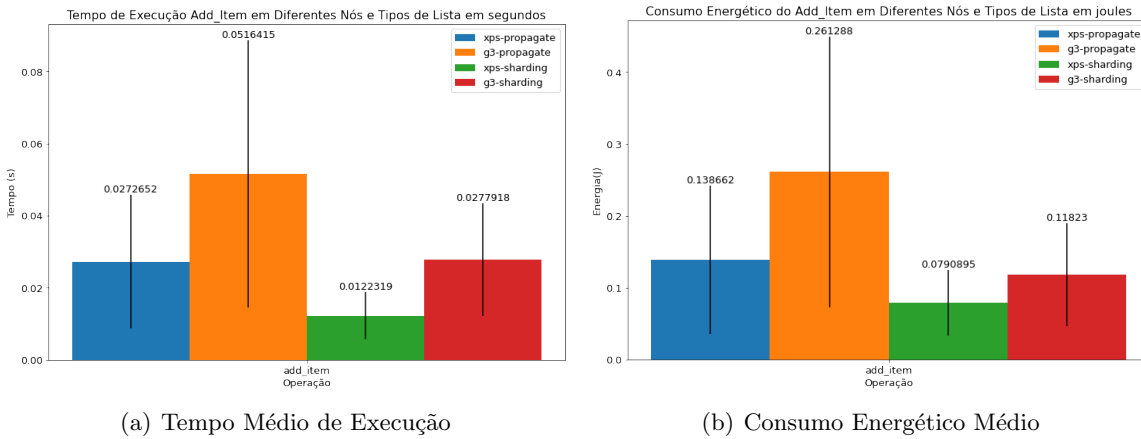 Tempo de Execução Add_Item em Diferentes Nós e Tipos de Lista em segundos
0.0516415
xps-propagate
g3-propagate
xps-sharding
g3-sharding
0.08
0.06
0.04
0.02
0.00
Tempo (s)
0.0272652
0.0122319
0.0277918
add_item
Operação
(a) Tempo Médio de Execução
Consumo Energético do Add_Item em Diferentes Nós e Tipos de Lista em joules
0.261288
xps-propagate
g3-propagate
xps-sharding
g3-sharding
0.4
0.3
0.2
0.1
0.0
Energia(J)
0.138662
0.0790895
0.11823
add_item
Operação
(b) Consumo Energético Médio